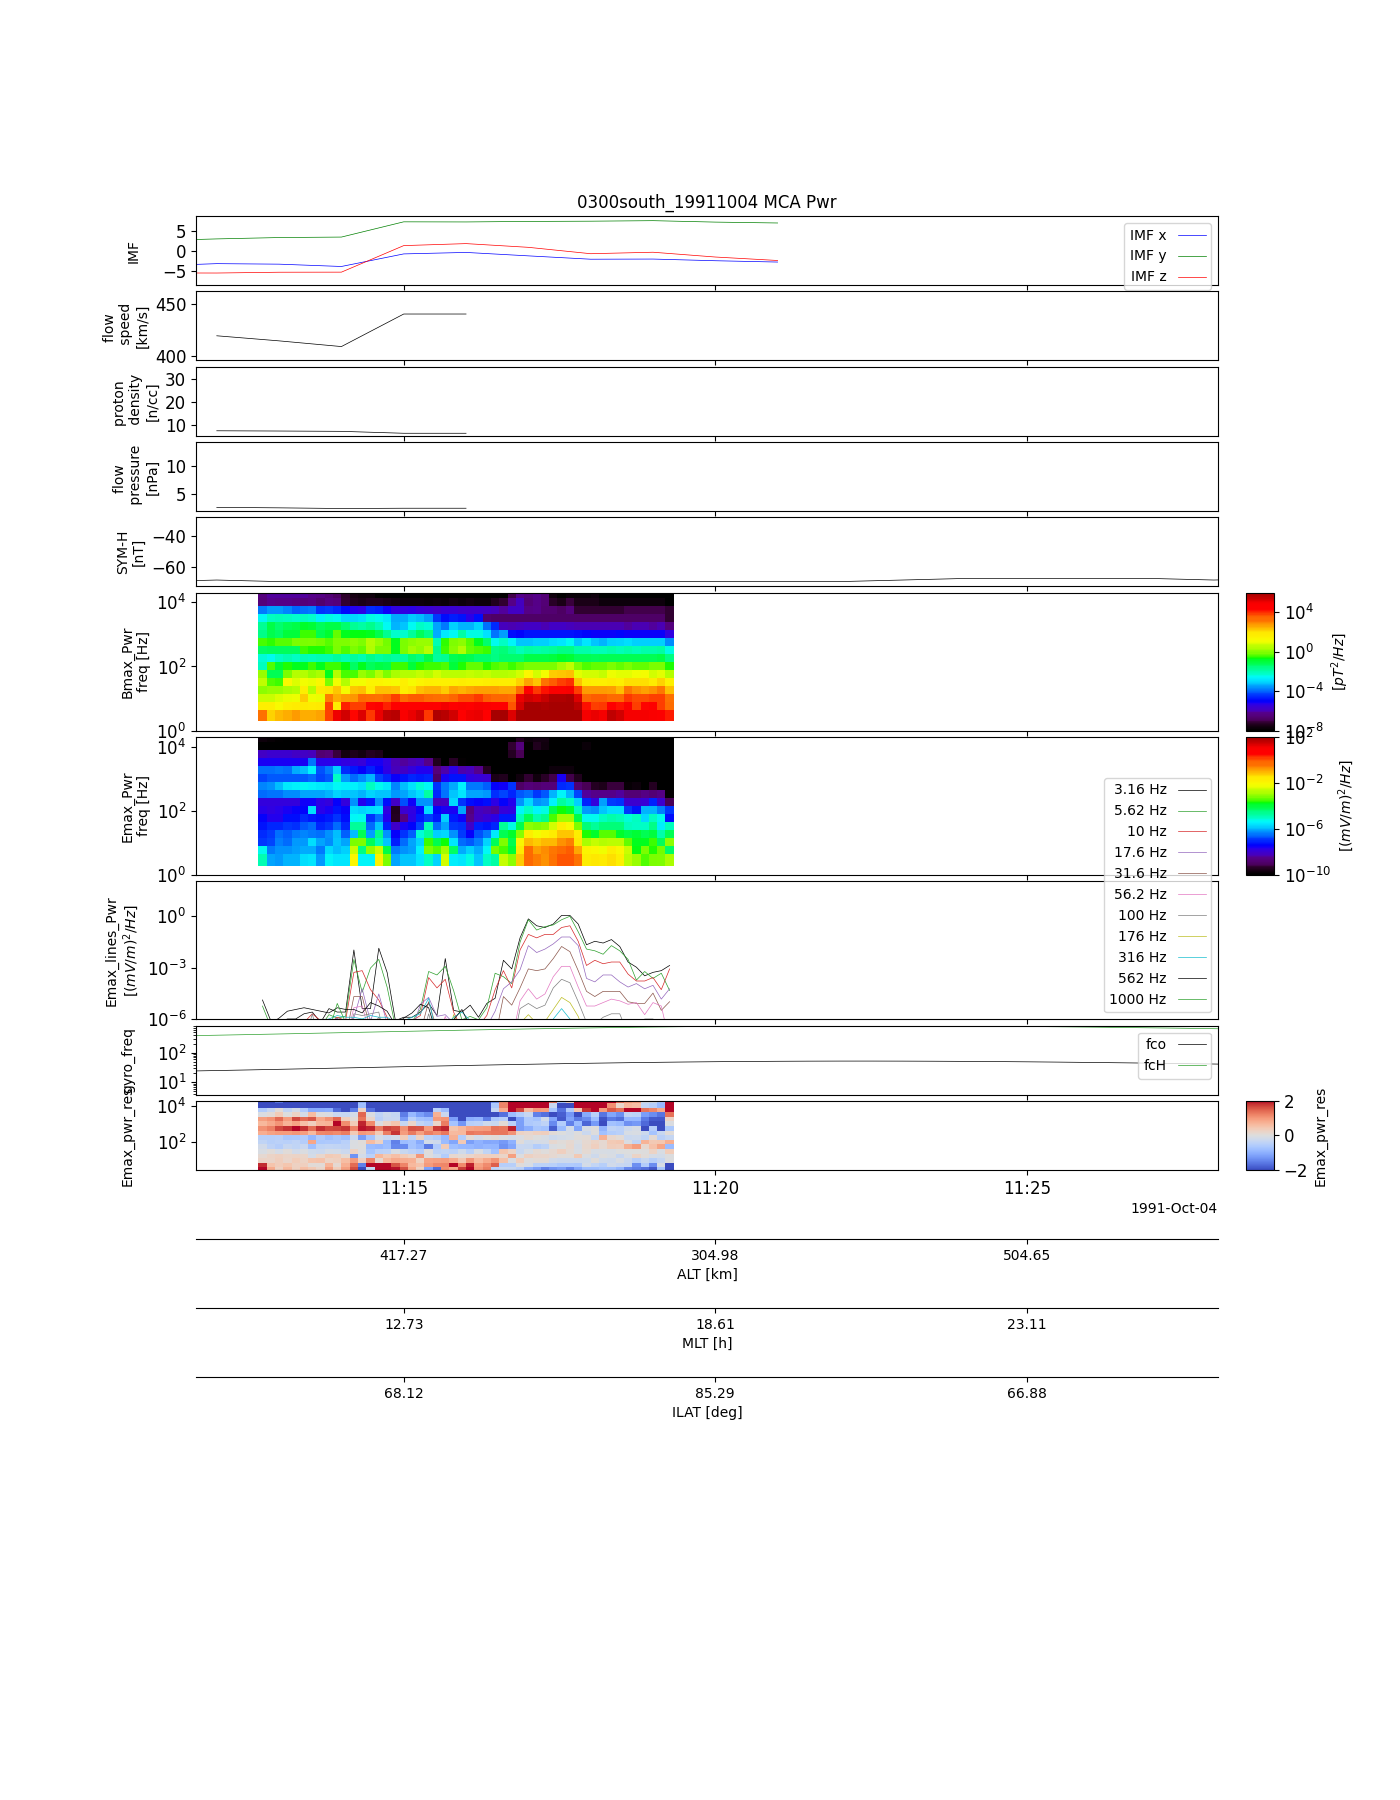 0300south_19911004 MCA Pwr
IMF
5
0
−5
IMF x
IMF y
IMF z
flow
speed
[km/s]
450
400
proton
density
[n/cc]
30
20
10
flow
pressure
[nPa]
10
5
SYM-H
[nT]
−40
−60
Bmax_Pwr
freq [Hz]
10^4
10^2
10^0
10^4
10^0
10^−4
10^−8
[pT^2/Hz]
Emax_Pwr
freq [Hz]
10^4
10^2
10^0
10^2
10^−2
10^−6
10^−10
[(mV/m)^2/Hz]
3.16 Hz
5.62 Hz
10 Hz
17.6 Hz
31.6 Hz
56.2 Hz
100 Hz
176 Hz
316 Hz
562 Hz
1000 Hz
Emax_lines_Pwr
[(mV/m)^2/Hz]
10^0
10^−3
10^−6
gyro_freq
10^2
10^1
fco
fcH
Emax_pwr_res
10^4
10^2
2
0
−2
Emax_pwr_res
11:15 11:20 11:25
1991-Oct-04
417.27 304.98 504.65
ALT [km]
12.73 18.61 23.11
MLT [h]
68.12 85.29 66.88
ILAT [deg]